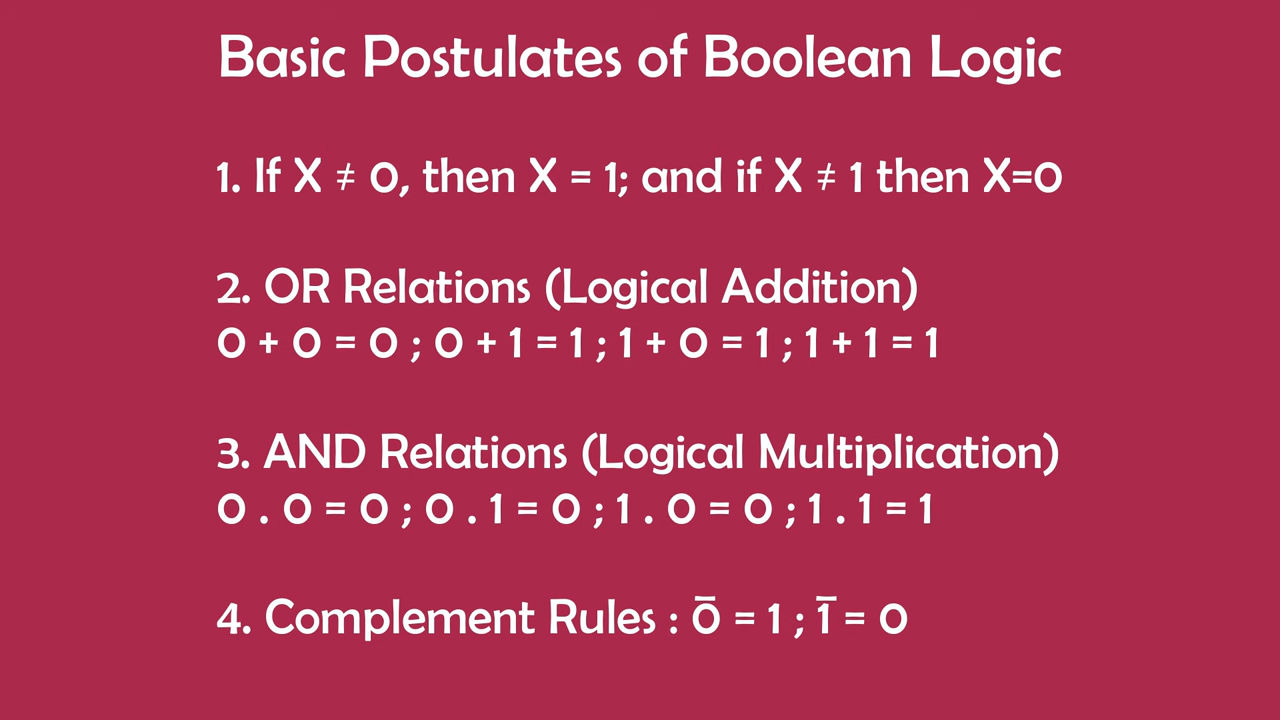 Basic Postulates of Boolean Logic
1. If X ≠ 0, then X = 1; and if X ≠ 1 then X=0
2. OR Relations (Logical Addition)
0 + 0 = 0 ; 0 + 1 = 1 ; 1 + 0 = 1 ; 1 + 1 = 1
3. AND Relations (Logical Multiplication)
0 . 0 = 0 ; 0 . 1 = 0 ; 1 . 0 = 0 ; 1 . 1 = 1
4. Complement Rules : 0̅ = 1 ; 1̅ = 0